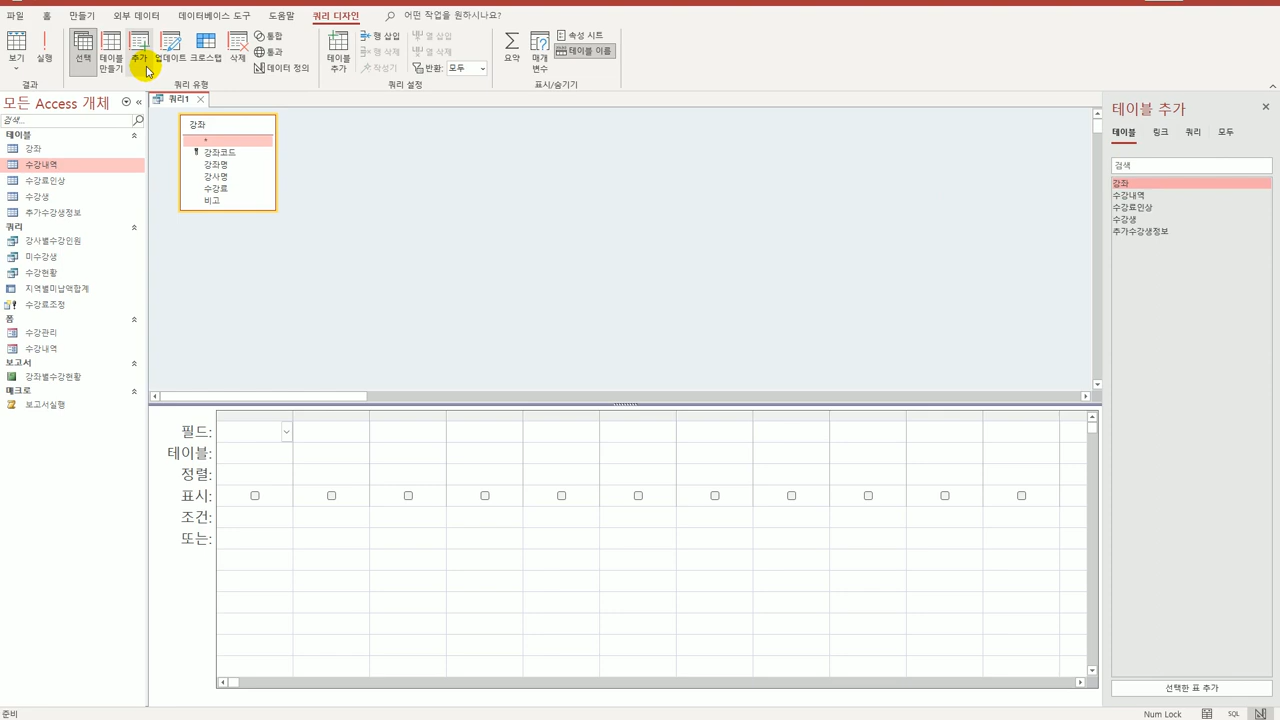 파일 홈 만들기 외부 데이터 데이터베이스 도구 도움말 쿼리 디자인 어떤 작업을 원하시나요?
보기 실행 선택 테이블 만들기 추가 업데이트 크로스탭 삭제 통합 통과 데이터 정의
테이블 추가 행 삽입 행 삭제 작성기 열 삽입 열 삭제 반환: 모두
요약 매개 변수 속성 시트 테이블 이름
결과 쿼리 유형 쿼리 설정 표시/숨기기
모든 Access 개체
검색...
테이블
강좌
수강내역
수강료인상
수강생
추가수강생정보
쿼리
강사별수강인원
미수강생
수강현황
지역별미납액합계
수강료조정
폼
수강관리
수강내역
보고서
강좌별수강현황
매크로
보고서실행
쿼리1
강좌
*
강좌코드
강좌명
강사명
수강료
비고
필드:
테이블:
정렬:
표시:
조건:
또는:
테이블 추가
테이블 링크 쿼리 모두
검색
강좌
수강내역
수강료인상
수강생
추가수강생정보
선택한 표 추가
준비
Num Lock
SQL